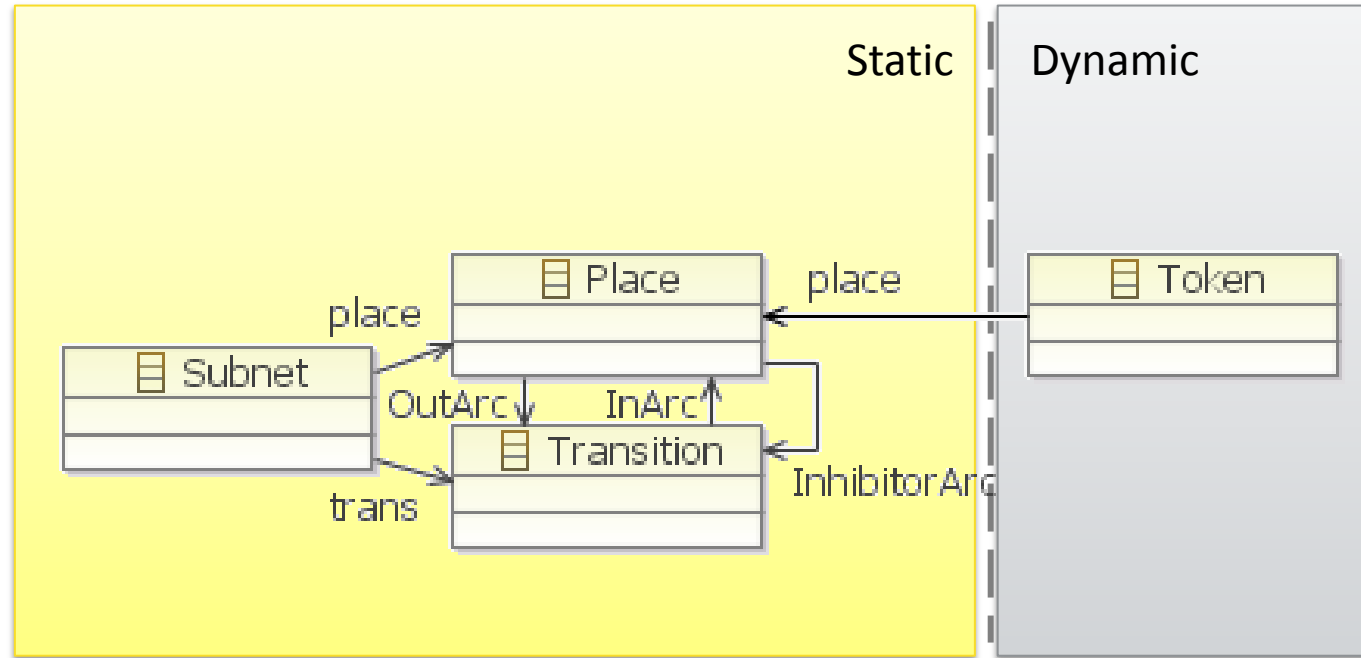 Static
Dynamic
Place
place
Token
place
Subnet
OutArc
InArc
Transition
InhibitorArc
trans